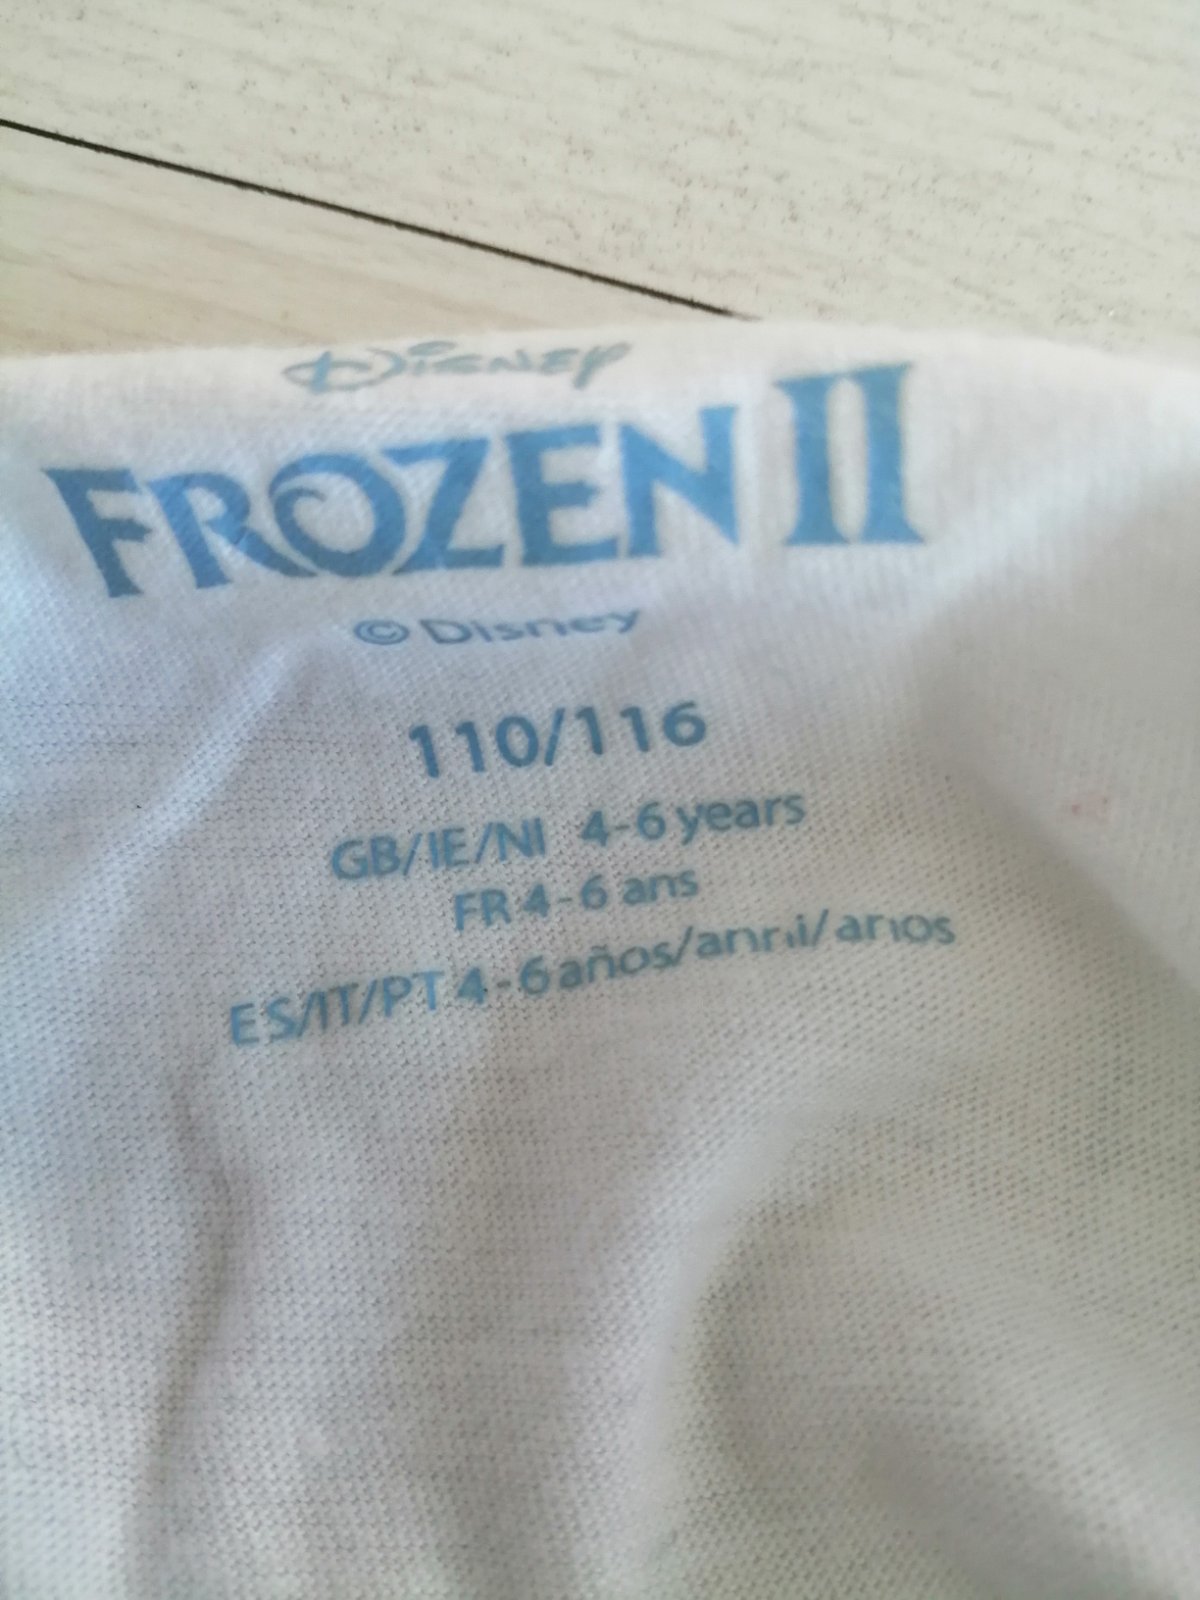 Disney
FROZEN II
© Disney
110/116
GB/IE/NI 4-6 years
FR 4-6 ans
ES/IT/PT 4-6 años/anni/anos